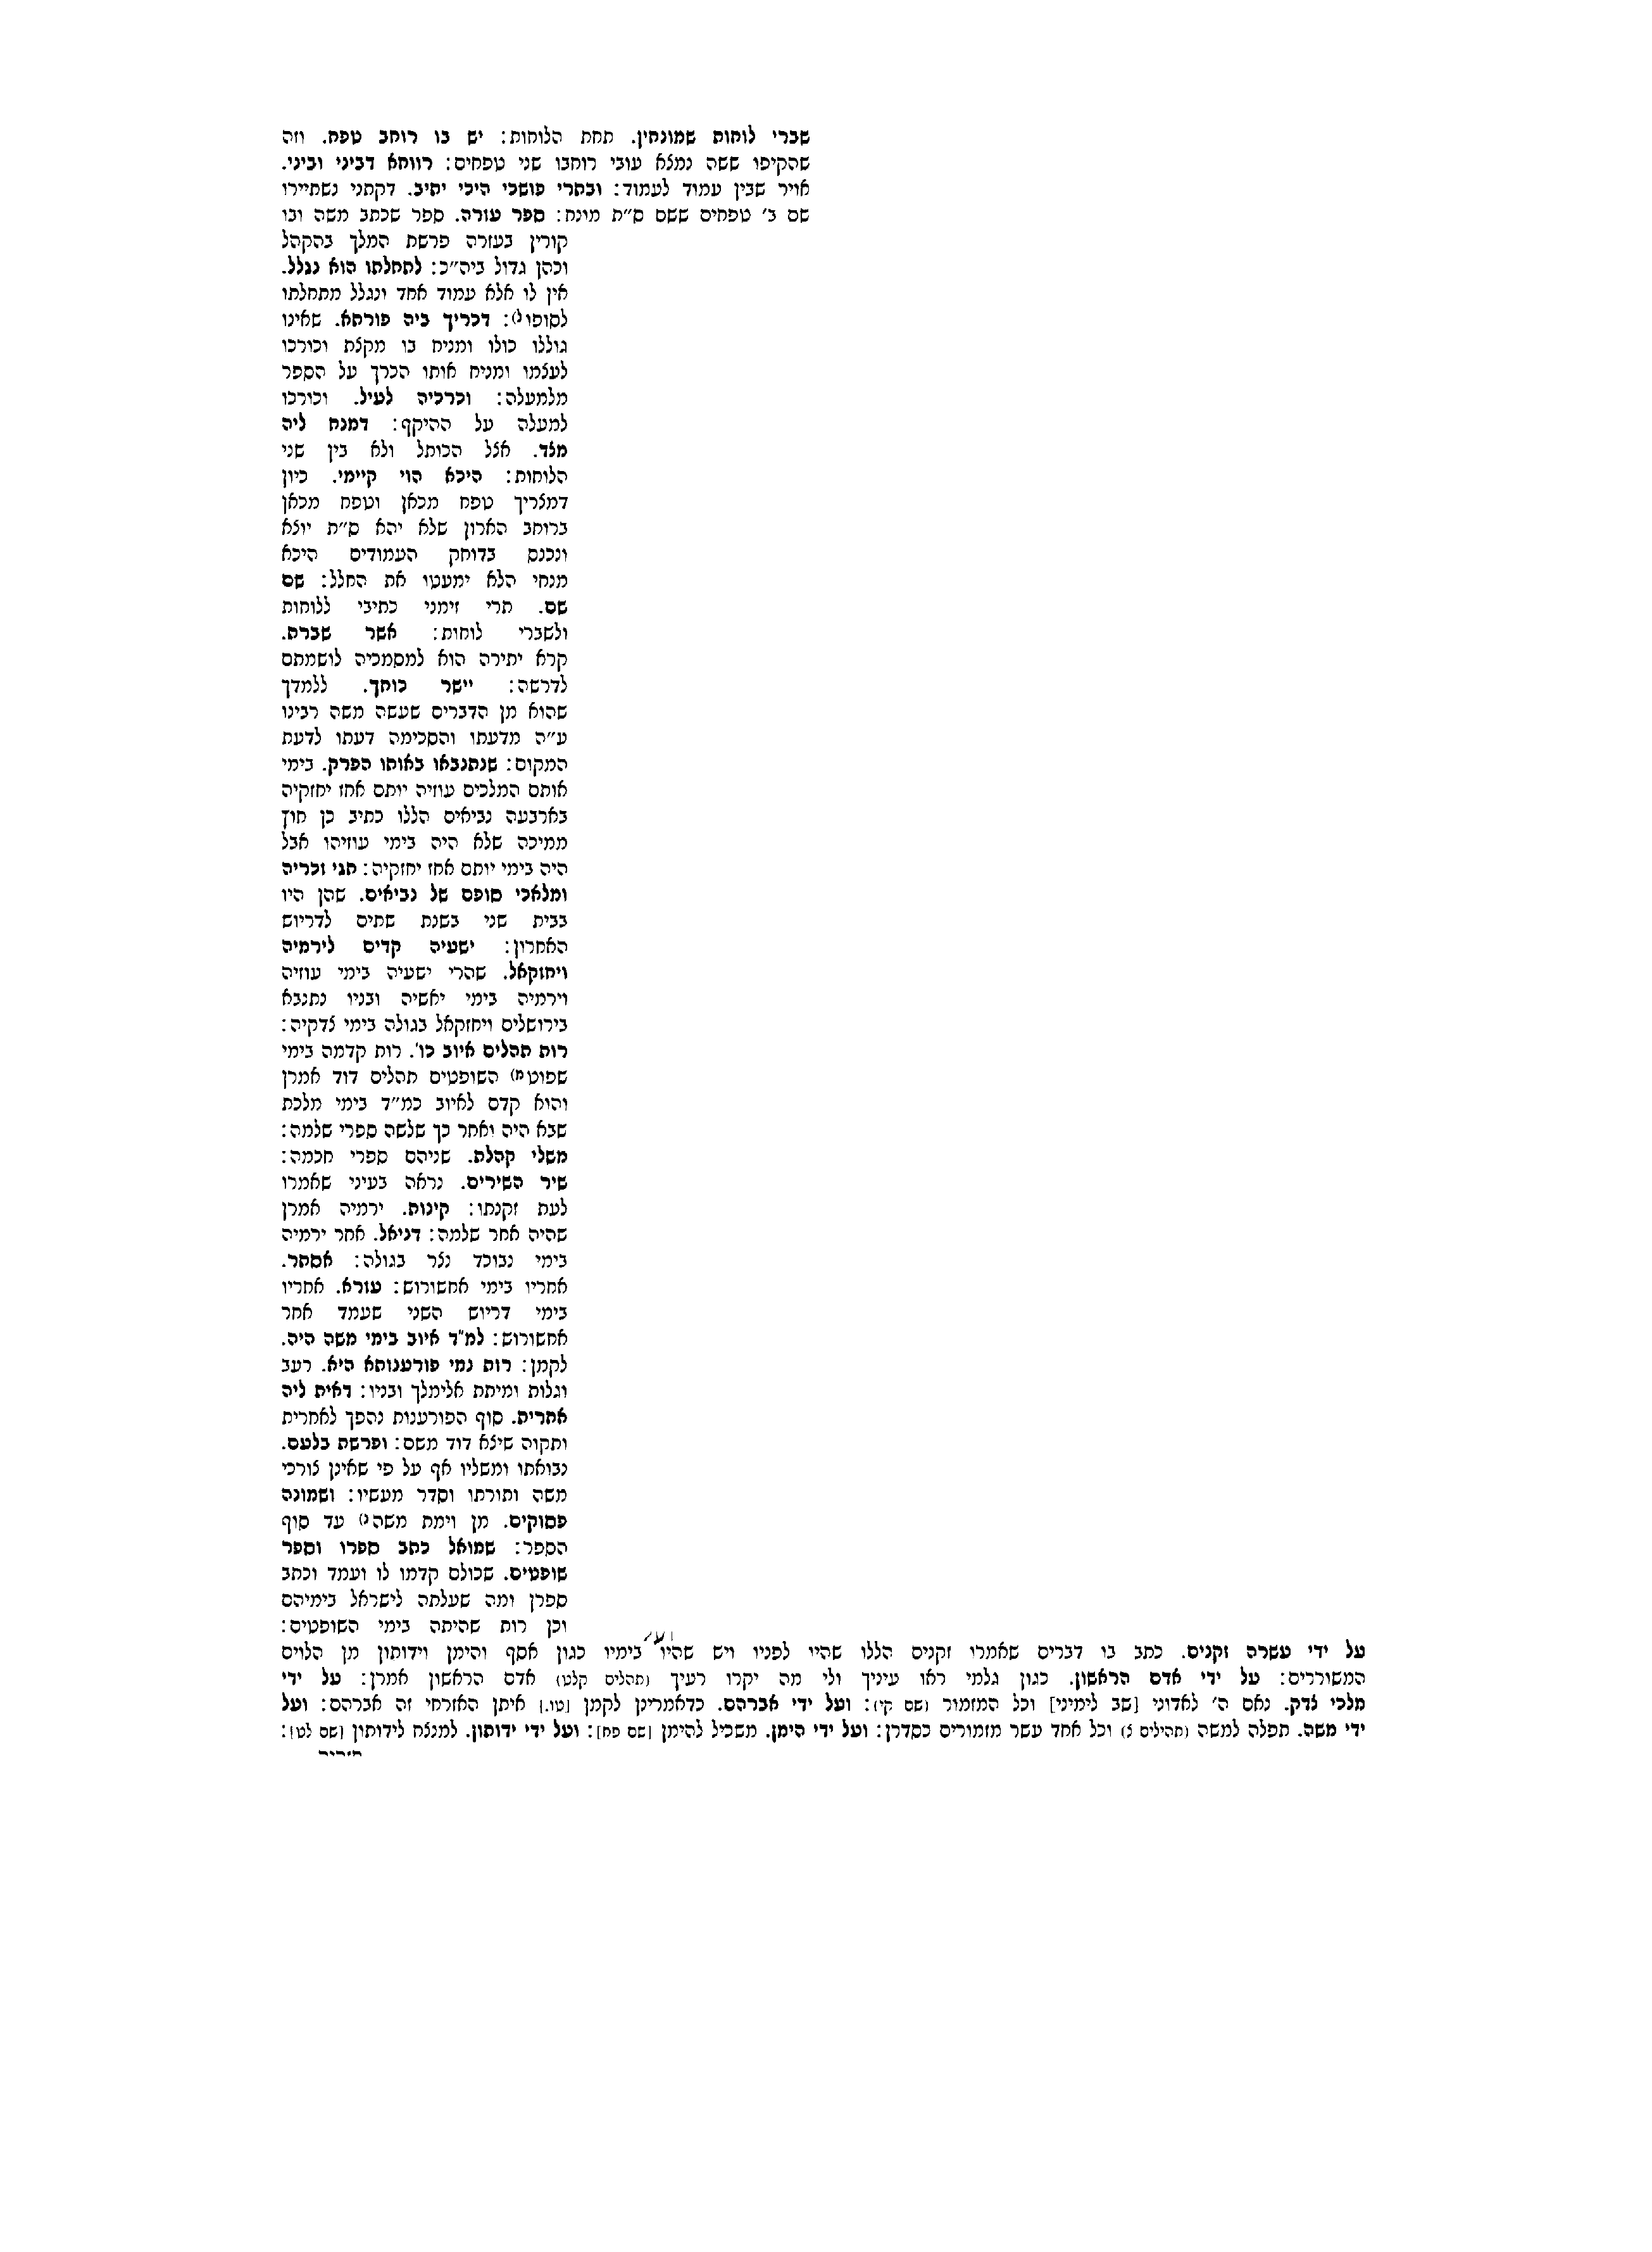 שברי לוחות שמונחין. תחת הלוחות: יש בו רוחב טפח. וזה
שהקיפו ששה נמצא עובי רוחבו שני טפחים: רווחא דביני וביני.
אויר שבין עמוד לעמוד: ובתרי פושכי היכי יתיב. דקתני נשתיירו
שם ב׳ טפחים ששם ס״ת מונח: ספר עזרה. ספר שכתב משה ובו
קורין בעזרה פרשת המלך בהקהל
וכהן גדול ביה״כ: לתחלתו הוא נגלל.
אין לו אלא עמוד אחד ונגלל מתחלתו
לסופו ל): דכריך ביה פורתא. שאינו
גוללו כולו ומניח בו מקצת וכורכו
לעצמו ומניח אותו הכרך על הספר
מלמעלה: וכרכיה לעיל. וכורכו
למעלה על ההיקף: דמנח ליה
מצד. אצל הכותל ולא בין שני
הלוחות: היכא הוי קיימי. כיון
דמצריך טפח מכאן וטפח מכאן
ברוחב הארון שלא יהא ס״ת יוצא
ונכנס בדוחק העמודים היכא
מנחי הלא ימעטו את החלל: שם
שם. תרי זימני כתיבי ללוחות
ולשברי לוחות: אשר שברת.
קרא יתירה הוא למסמכיה לושמתם
לדרשה: יישר כוחך. ללמדך
שהוא מן הדברים שעשה משה רבינו
ע״ה מדעתו והסכימה דעתו לדעת
המקום: שנתנבאו באותו הפרק. בימי
אותם המלכים עוזיה יותם אחז יחזקיה
בארבעה נביאים הללו כתיב כן חוץ
ממיכה שלא היה בימי עוזיהו אבל
היה בימי יותם אחז יחזקיה: חגי זכריה
ומלאכי סופם של נביאים. שהן היו
בבית שני בשנת שתים לדריוש
האחרון: ישעיה קדים לירמיה
ויחזקאל. שהרי ישעיה בימי עוזיה
וירמיה בימי יאשיה ובניו נתנבא
בירושלים ויחזקאל בגולה בימי צדקיה:
רות תהלים איוב כו'. רות קדמה בימי
שפוט מ) השופטים תהלים דוד אמרן
והוא קדם לאיוב כמ״ד בימי מלכת
שבא היה ואחר כך שלשה ספרי שלמה:
משלי קהלת. שניהם ספרי חכמה:
שיר השירים. נראה בעיני שאמרו
לעת זקנתו: קינות. ירמיה אמרן
שהיה אחר שלמה: דניאל. אחר ירמיה
בימי נבוכד נצר בגולה: אסתר.
אחריו בימי אחשורוש: עזרא. אחריו
בימי דריוש השני שעמד אחר
אחשורוש: למ"ד איוב בימי משה היה.
לקמן: רות נמי פורענותא היא. רעב
וגלות ומיתת אלימלך ובניו: דאית ליה
אחרית. סוף הפורענות נהפך לאחרית
ותקוה שיצא דוד משם: ופרשת בלעם.
נבואתו ומשליו אף על פי שאינן צורכי
משה ותורתו וסדר מעשיו: ושמונה
פסוקים. מן וימת משה נ) עד סוף
הספר: שמואל כתב ספרו וספר
שופטים. שכולם קדמו לו ועמד וכתב
ספרן ומה שעלתה לישראל בימיהם
וכן רות שהיתה בימי השופטים:
על ידי עשרה זקנים. כתב בו דברים שאמרו זקנים הללו שהיו לפניו ויש שהיו בימיו כגון אסף והימן וידותון מן הלוים
המשוררים: על ידי אדם הראשון. כגון גלמי ראו עיניך ולי מה יקרו רעיך (תהלים קלט) אדם הראשון אמרן: על ידי
מלכי צדק. נאם ה׳ לאדוני [שב לימיני] וכל המזמור (שם קי): ועל ידי אברהם. כדאמרינן לקמן [טו.] איתן האזרחי זה אברהם: ועל
ידי משה. תפלה למשה (תהילים צ) וכל אחד עשר מזמורים כסדרן: ועל ידי הימן. משכיל להימן [שם פח]: ועל ידי ידותון. למנצח לידותון [שם לט]: